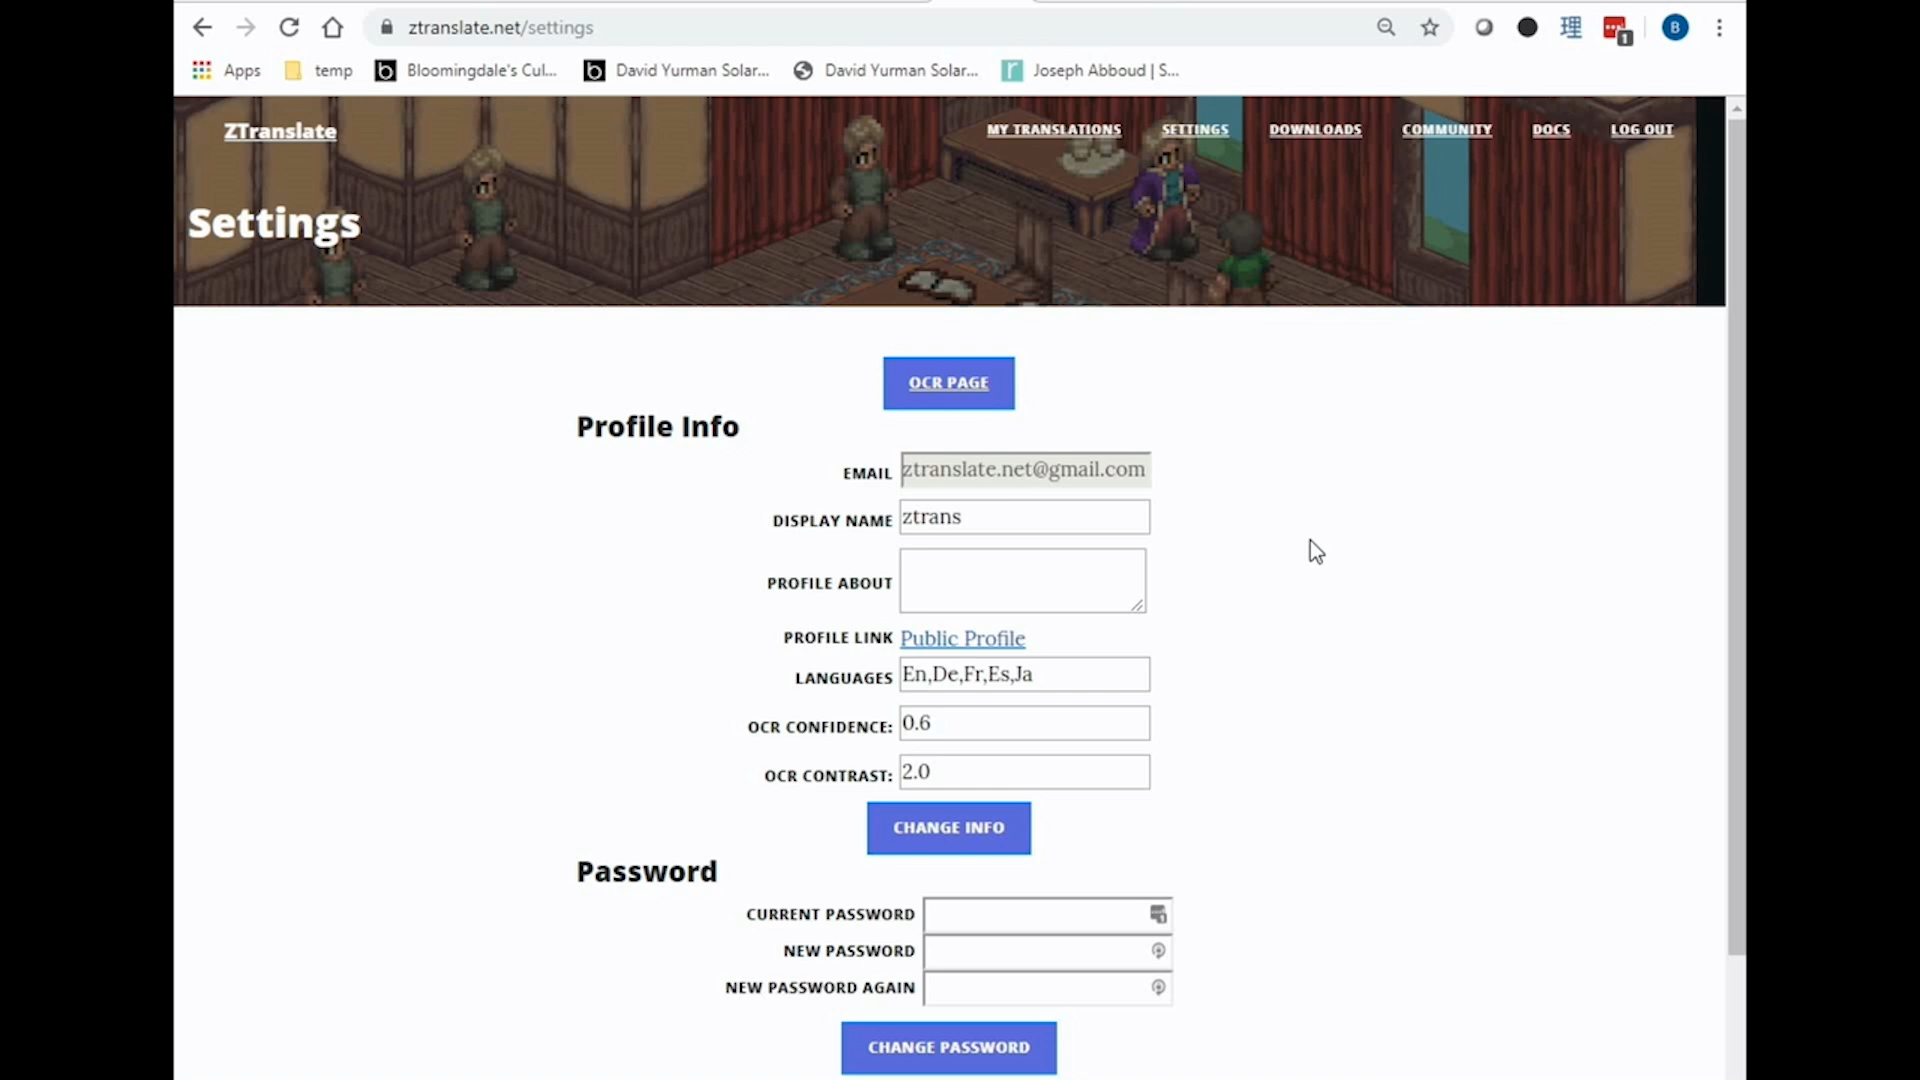 ztranslate.net/settings
理
1
B
Apps
temp
b
Bloomingdale's Cul...
b
David Yurman Solar...
David Yurman Solar...
r
Joseph Abboud | S...
ZTranslate
MY TRANSLATIONS
SETTINGS
DOWNLOADS
COMMUNITY
DOCS
LOG OUT
Settings
OCR PAGE
Profile Info
EMAIL
ztranslate.net@gmail.com
DISPLAY NAME
ztrans
PROFILE ABOUT
PROFILE LINK
Public Profile
LANGUAGES
En,De,Fr,Es,Ja
OCR CONFIDENCE:
0.6
OCR CONTRAST:
2.0
CHANGE INFO
Password
CURRENT PASSWORD
NEW PASSWORD
NEW PASSWORD AGAIN
CHANGE PASSWORD